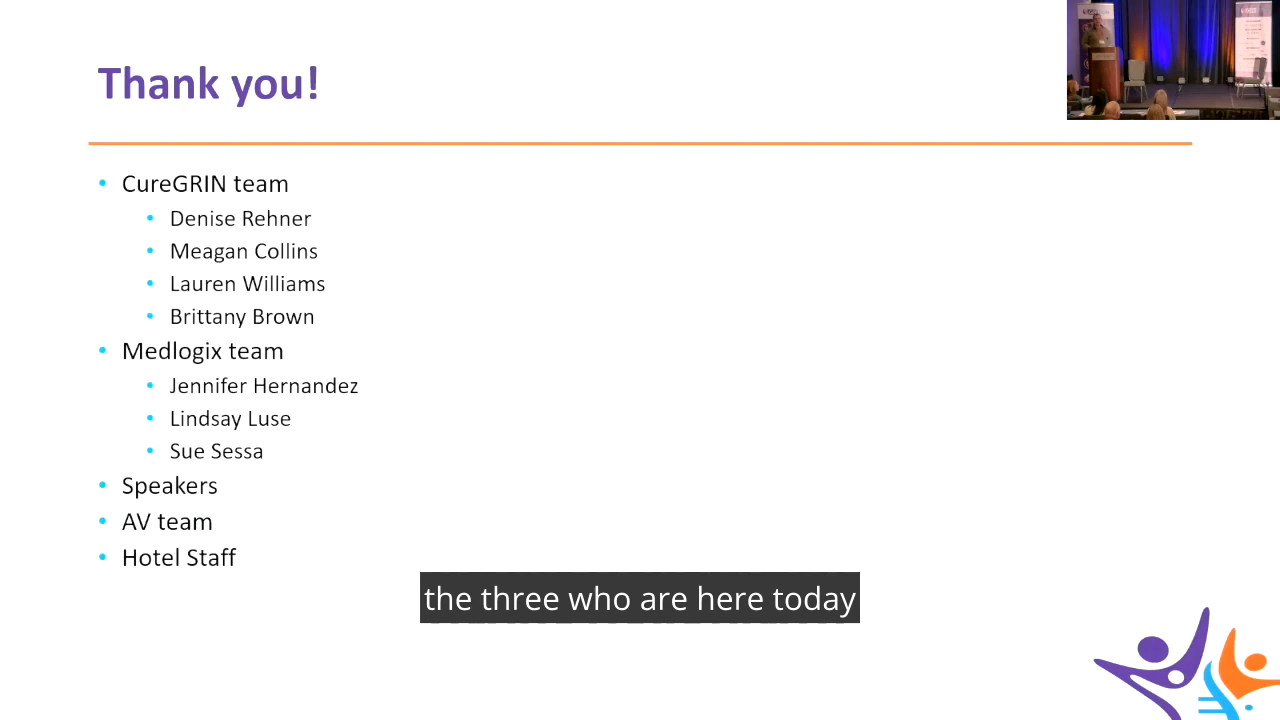 Thank you!
CureGRIN team
Denise Rehner
Meagan Collins
Lauren Williams
Brittany Brown
Medlogix team
Jennifer Hernandez
Lindsay Luse
Sue Sessa
Speakers
AV team
Hotel Staff
the three who are here today